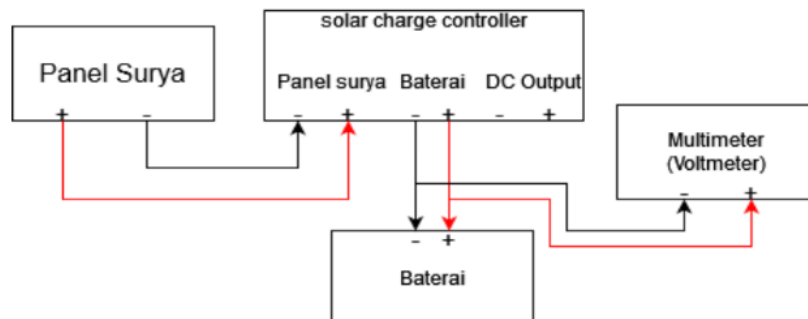 solar charge controller
Panel Surya
Panel surya Baterai DC Output
+ - - + - + - +
Multimeter
(Voltmeter)
- +
- +
Baterai